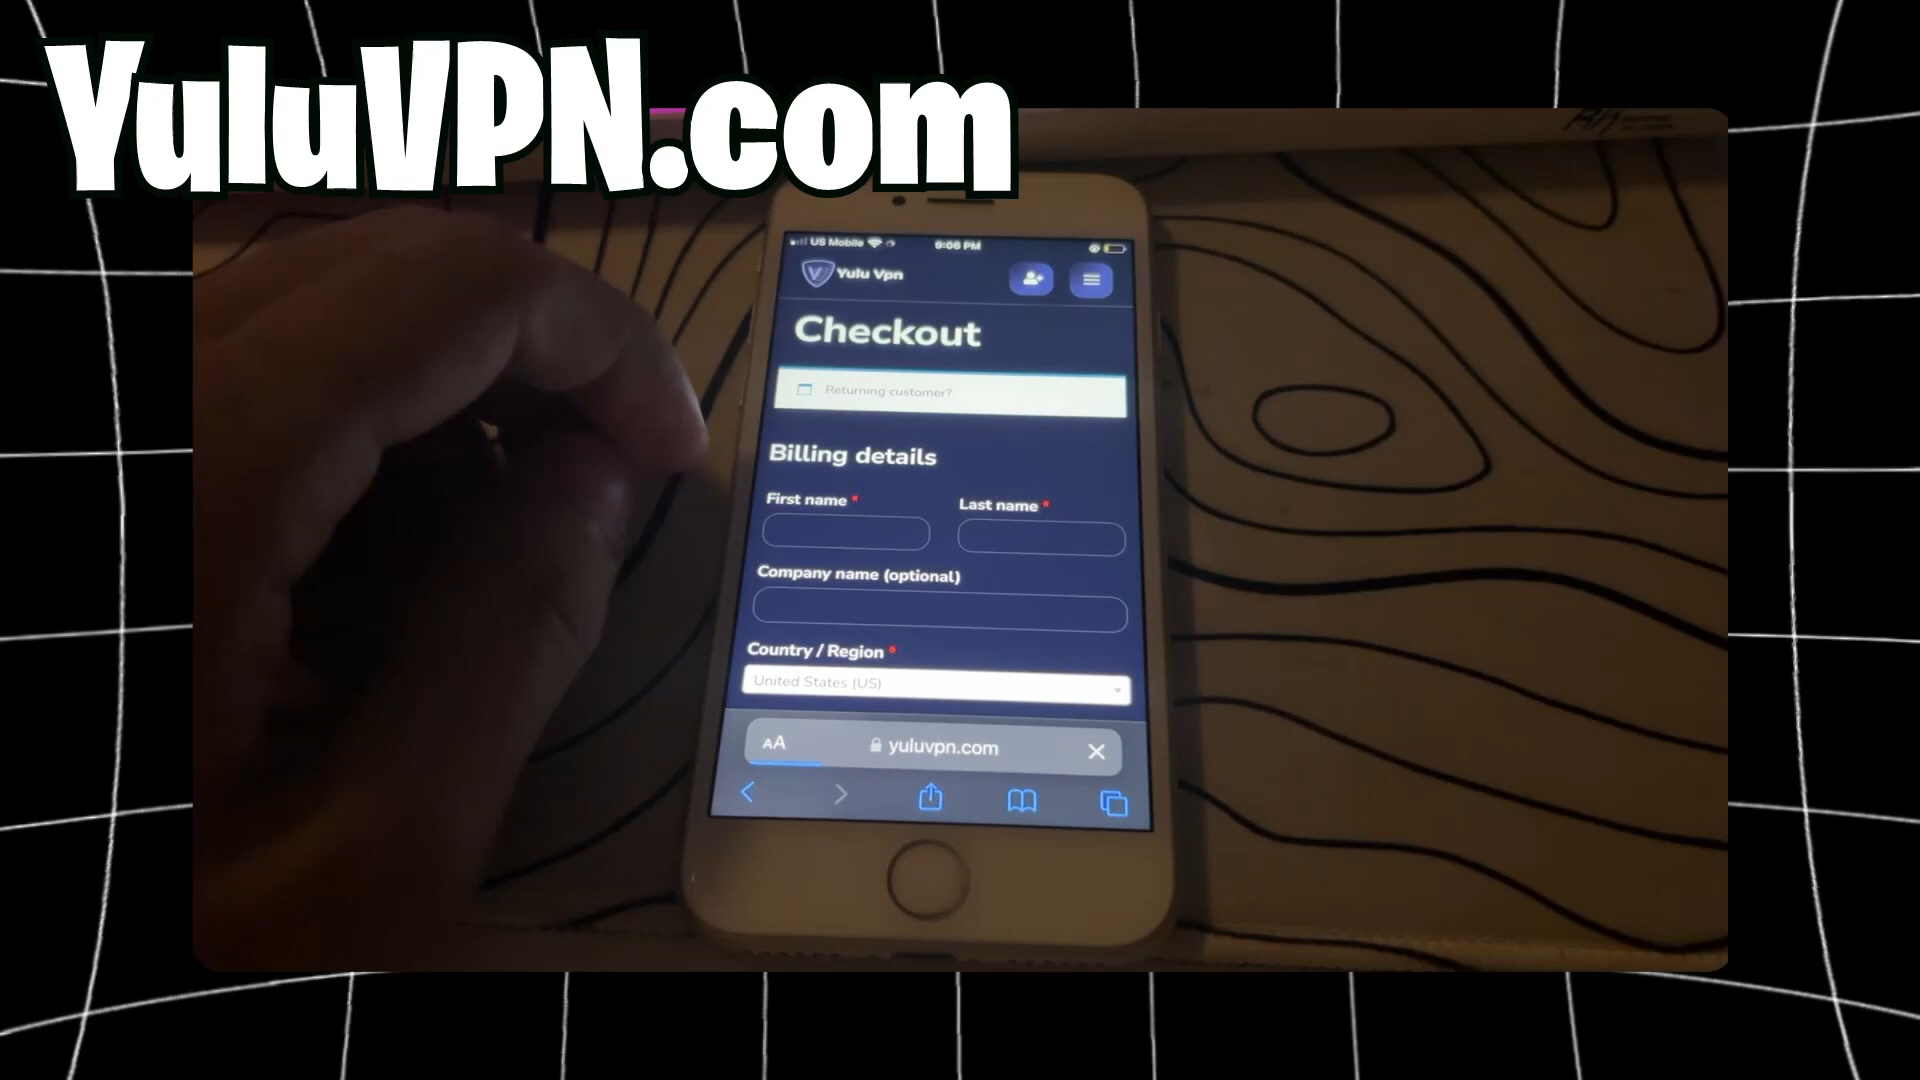 YuluVPN.com
US Mobile
9:06 PM
Yulu Vpn
Checkout
Returning customer?
Billing details
First name *
Last name *
Company name (optional)
Country / Region *
United States (US)
AA
yuluvpn.com